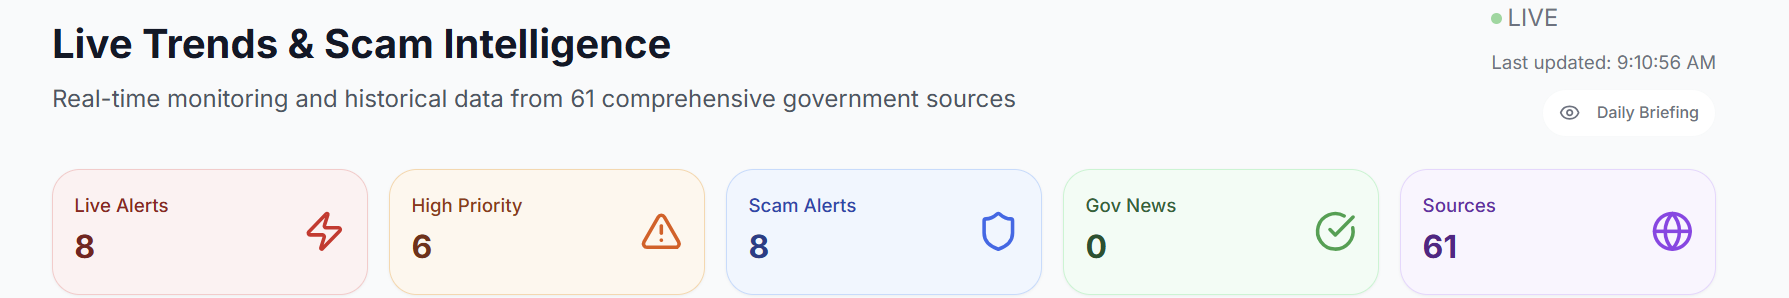 Live Trends & Scam Intelligence
Real-time monitoring and historical data from 61 comprehensive government sources
LIVE
Last updated: 9:10:56 AM
Daily Briefing
Live Alerts
8
High Priority
6
Scam Alerts
8
Gov News
0
Sources
61